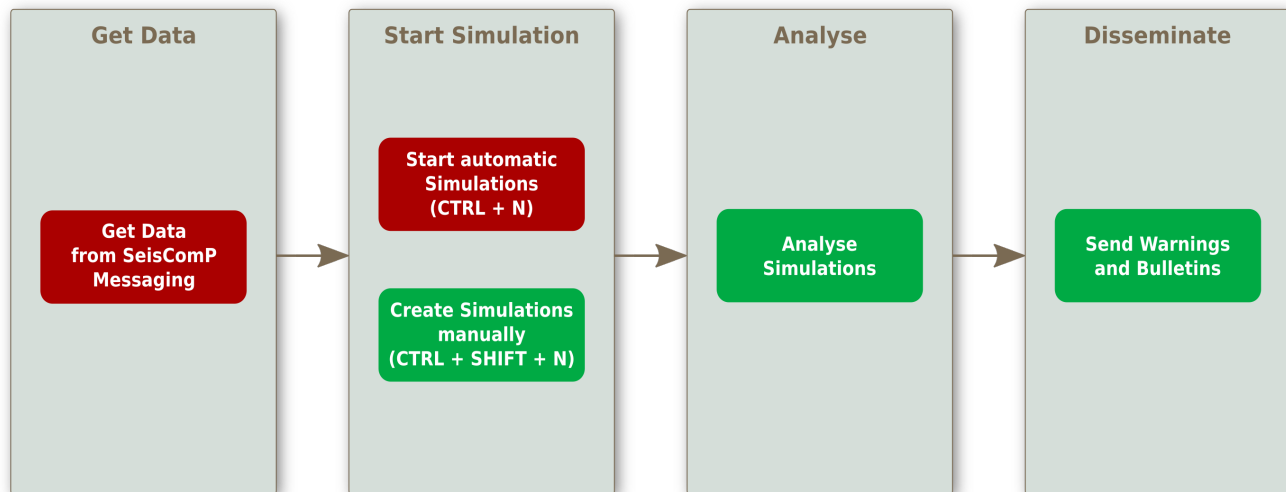 Get Data
Start Simulation
Analyse
Disseminate
Get Data
from SeisComP
Messaging
Start automatic
Simulations
(CTRL + N)
Create Simulations
manually
(CTRL + SHIFT + N)
Analyse
Simulations
Send Warnings
and Bulletins